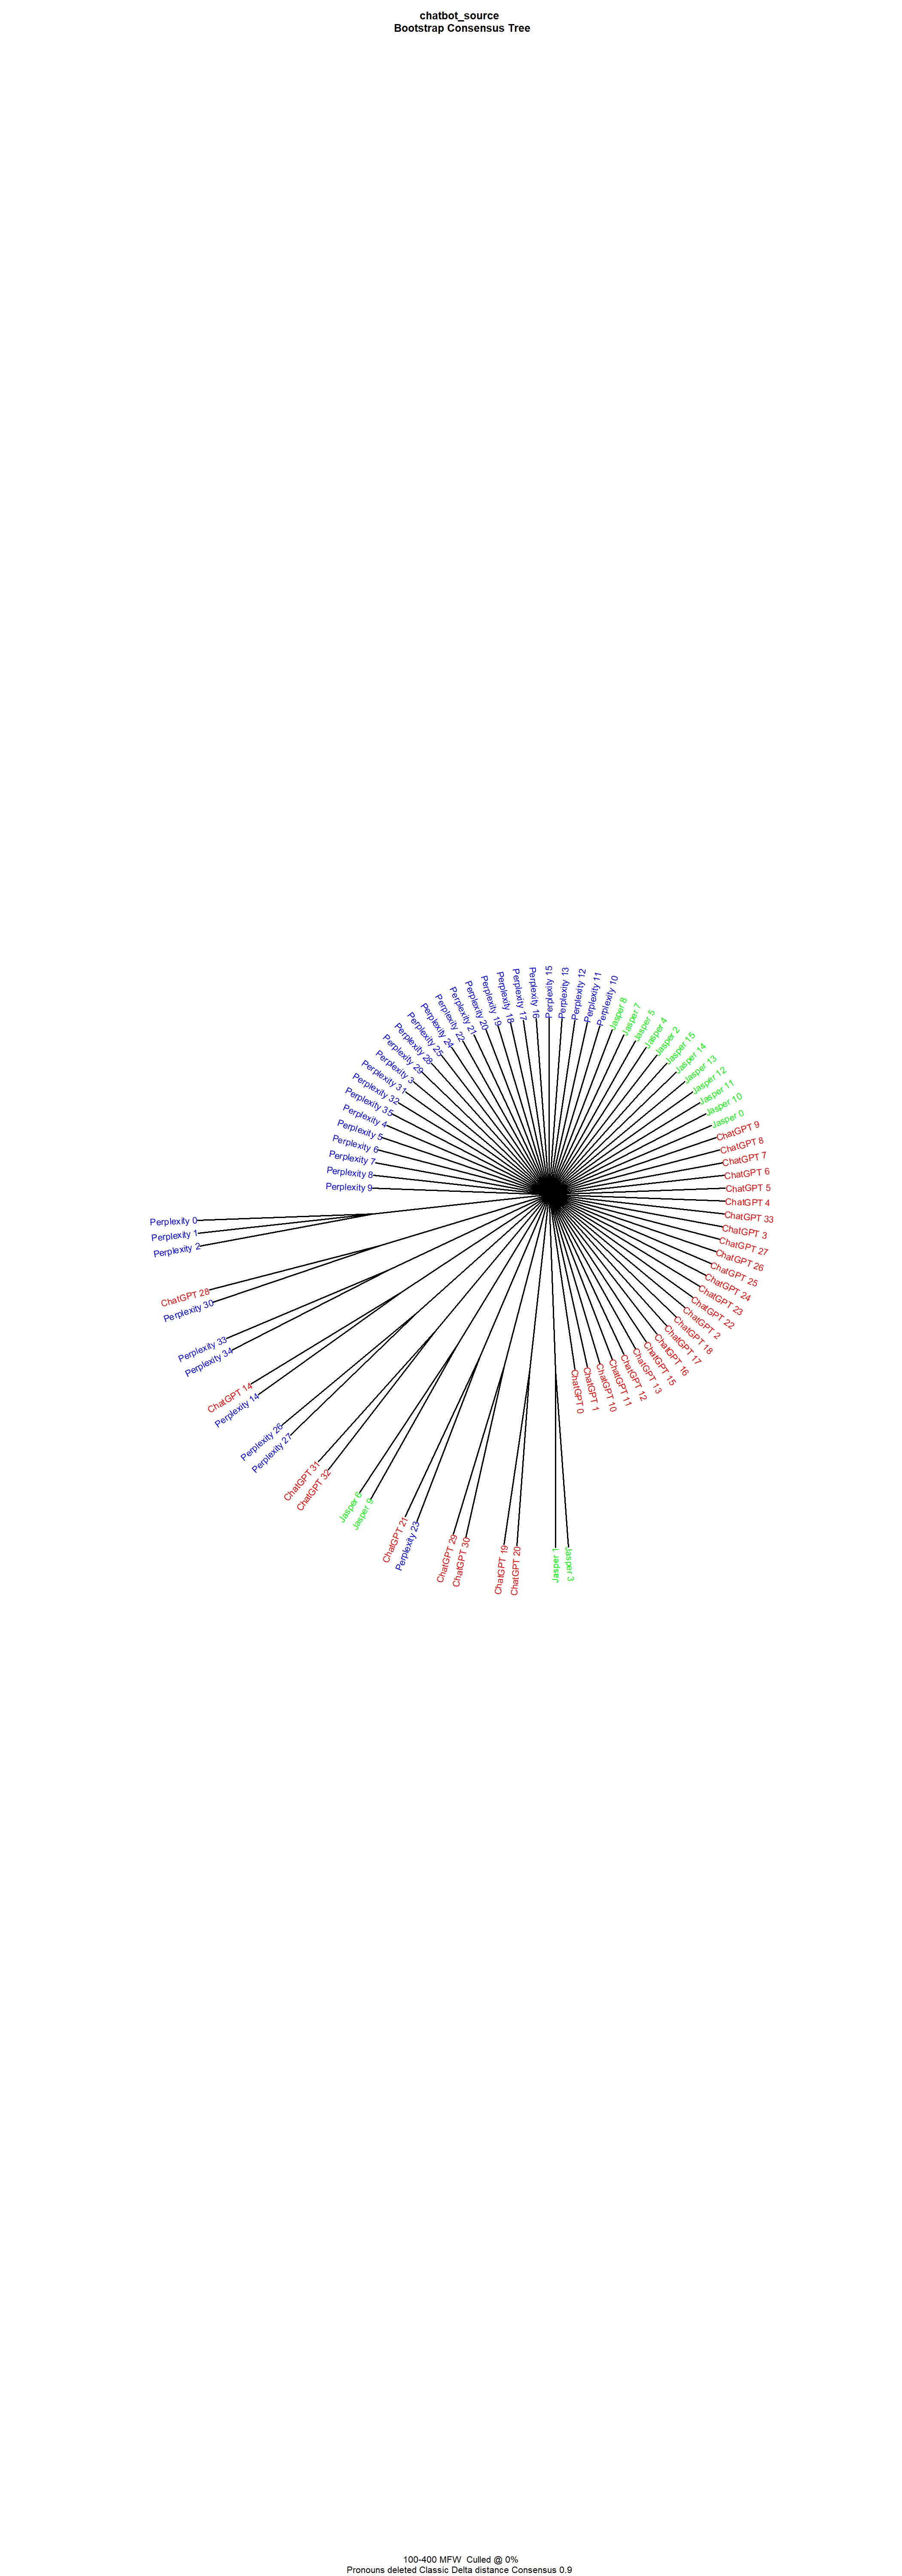 chatbot_source
Bootstrap Consensus Tree
Perplexity 15
Perplexity 13
Perplexity 12
Perplexity 11
Perplexity 10
Jasper 8
Jasper 7
Jasper 5
Jasper 4
Jasper 2
Jasper 15
Jasper 14
Jasper 13
Jasper 12
Jasper 11
Jasper 10
Jasper 0
ChatGPT 9
ChatGPT 8
ChatGPT 7
ChatGPT 6
ChatGPT 5
ChatGPT 4
ChatGPT 33
ChatGPT 3
ChatGPT 27
ChatGPT 26
ChatGPT 25
ChatGPT 24
ChatGPT 23
ChatGPT 22
ChatGPT 2
ChatGPT 18
ChatGPT 17
ChatGPT 16
ChatGPT 15
ChatGPT 13
ChatGPT 12
ChatGPT 11
ChatGPT 10
ChatGPT 1
ChatGPT 0
Jasper 3
Jasper 1
ChatGPT 20
ChatGPT 19
ChatGPT 30
ChatGPT 29
Perplexity 23
ChatGPT 21
Jasper 9
Jasper 6
ChatGPT 32
ChatGPT 31
Perplexity 27
Perplexity 26
Perplexity 14
ChatGPT 14
Perplexity 34
Perplexity 33
Perplexity 30
ChatGPT 28
Perplexity 2
Perplexity 1
Perplexity 0
Perplexity 9
Perplexity 8
Perplexity 7
Perplexity 6
Perplexity 5
Perplexity 4
Perplexity 35
Perplexity 32
Perplexity 31
Perplexity 3
Perplexity 29
Perplexity 28
Perplexity 25
Perplexity 24
Perplexity 22
Perplexity 21
Perplexity 20
Perplexity 19
Perplexity 18
Perplexity 17
Perplexity 16
100-400 MFW Culled @ 0%
Pronouns deleted Classic Delta distance Consensus 0.9